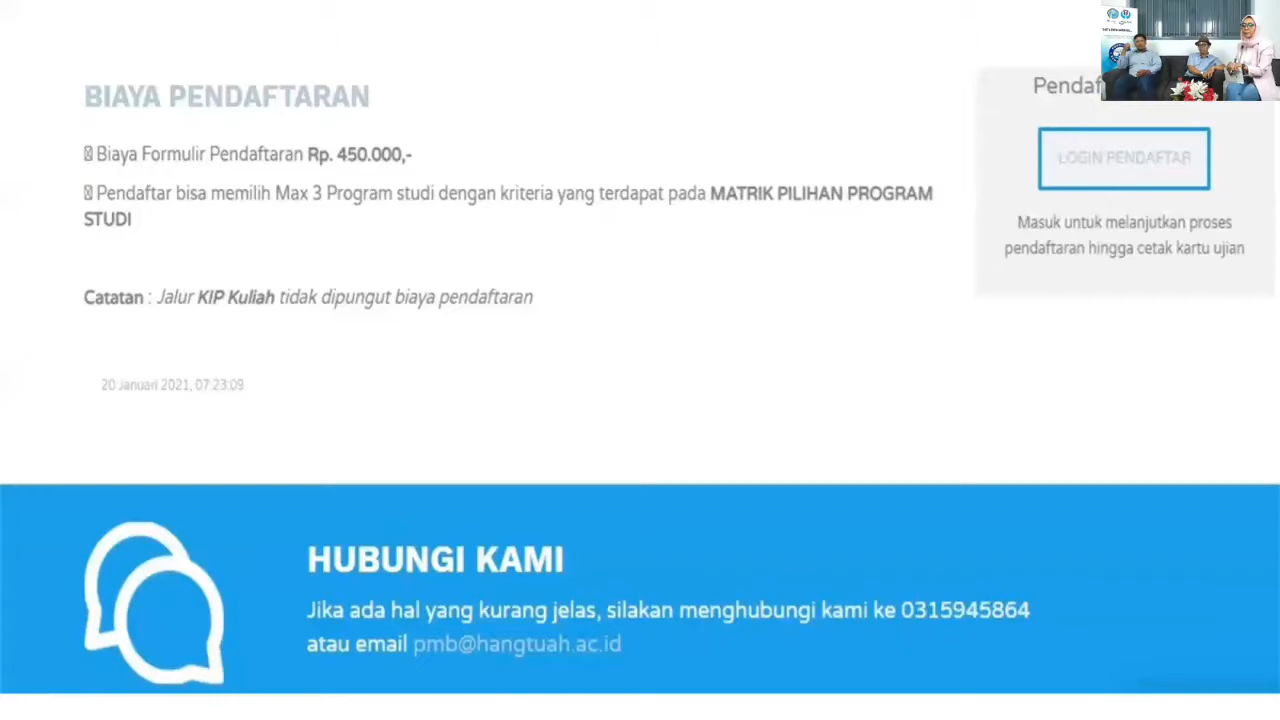 BIAYA PENDAFTARAN
Biaya Formulir Pendaftaran Rp. 450.000,-
Pendaftar bisa memilih Max 3 Program studi dengan kriteria yang terdapat pada MATRIK PILIHAN PROGRAM
STUDI
Catatan : Jalur KIP Kuliah tidak dipungut biaya pendaftaran
20 Januari 2021, 07:23:09
LOGIN PENDAFTAR
Masuk untuk melanjutkan proses
pendaftaran hingga cetak kartu ujian
HUBUNGI KAMI
Jika ada hal yang kurang jelas, silakan menghubungi kami ke 0315945864
atau email pmb@hangtuah.ac.id